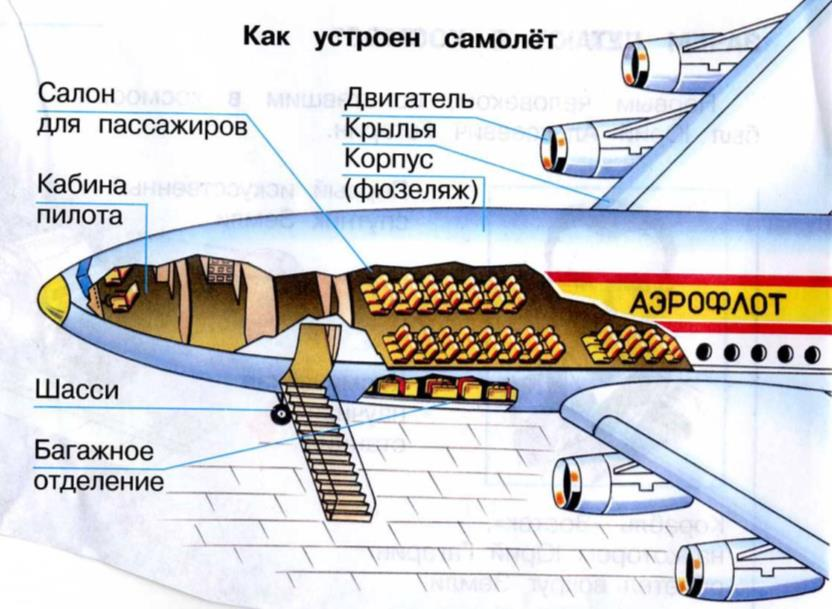 Как устроен самолёт
Салон
для пассажиров
Двигатель
Крылья
Корпус
(фюзеляж)
Кабина
пилота
АЭРОФЛОТ
Шасси
Багажное
отделение